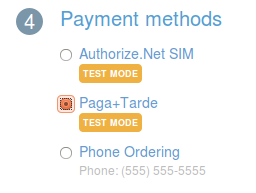 4 Payment methods
Authorize.Net SIM
TEST MODE
Paga+Tarde
TEST MODE
Phone Ordering
Phone: (555) 555-5555